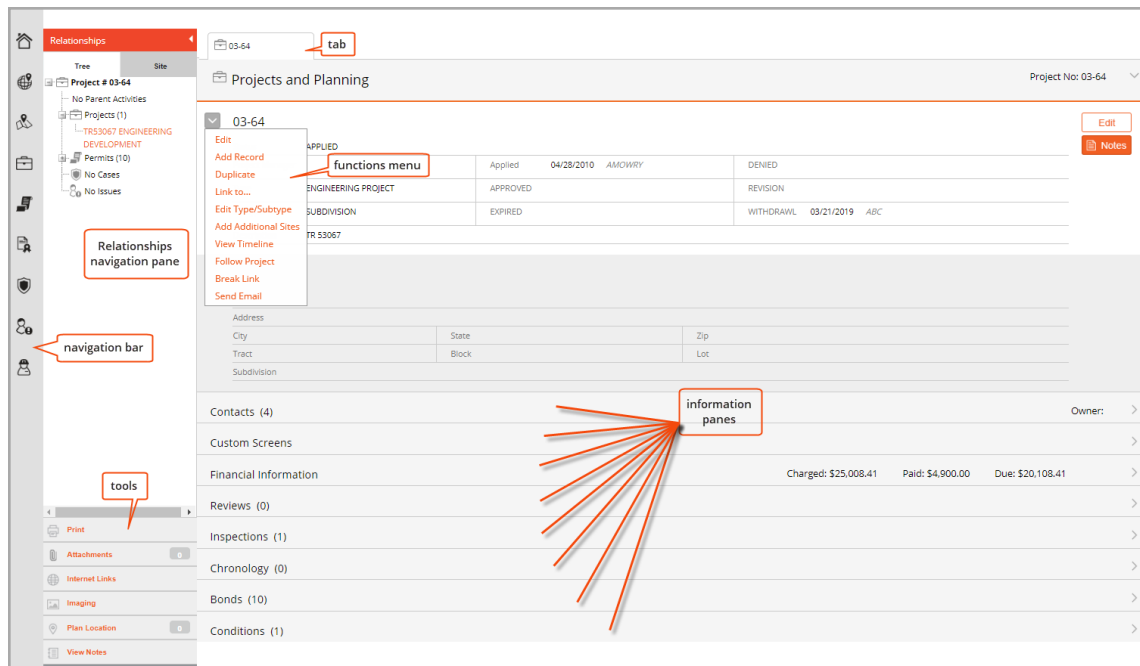 Relationships
Tree Site
Project # 03-64
No Parent Activities
Projects (1)
TR53067 ENGINEERING
DEVELOPMENT
Permits (10)
No Cases
No Issues
Relationships
navigation pane
navigation bar
tools
Print
Attachments 0
Internet Links
Imaging
Plan Location 0
View Notes
03-64
tab
Projects and Planning
Project No: 03-64
03-64
Edit
Notes
Edit
Add Record
Duplicate
Link to...
Edit Type/Subtype
Add Additional Sites
View Timeline
Follow Project
Break Link
Send Email
functions menu
APPLIED
Applied 04/28/2010 AMOWRY DENIED
ENGINEERING PROJECT APPROVED REVISION
SUBDIVISION EXPIRED WITHDRAWL 03/21/2019 ABC
TR 53067
Address
City State Zip
Tract Block Lot
Subdivision
information
panes
Contacts (4) Owner:
Custom Screens
Financial Information Charged: $25,008.41 Paid: $4,900.00 Due: $20,108.41
Reviews (0)
Inspections (1)
Chronology (0)
Bonds (10)
Conditions (1)